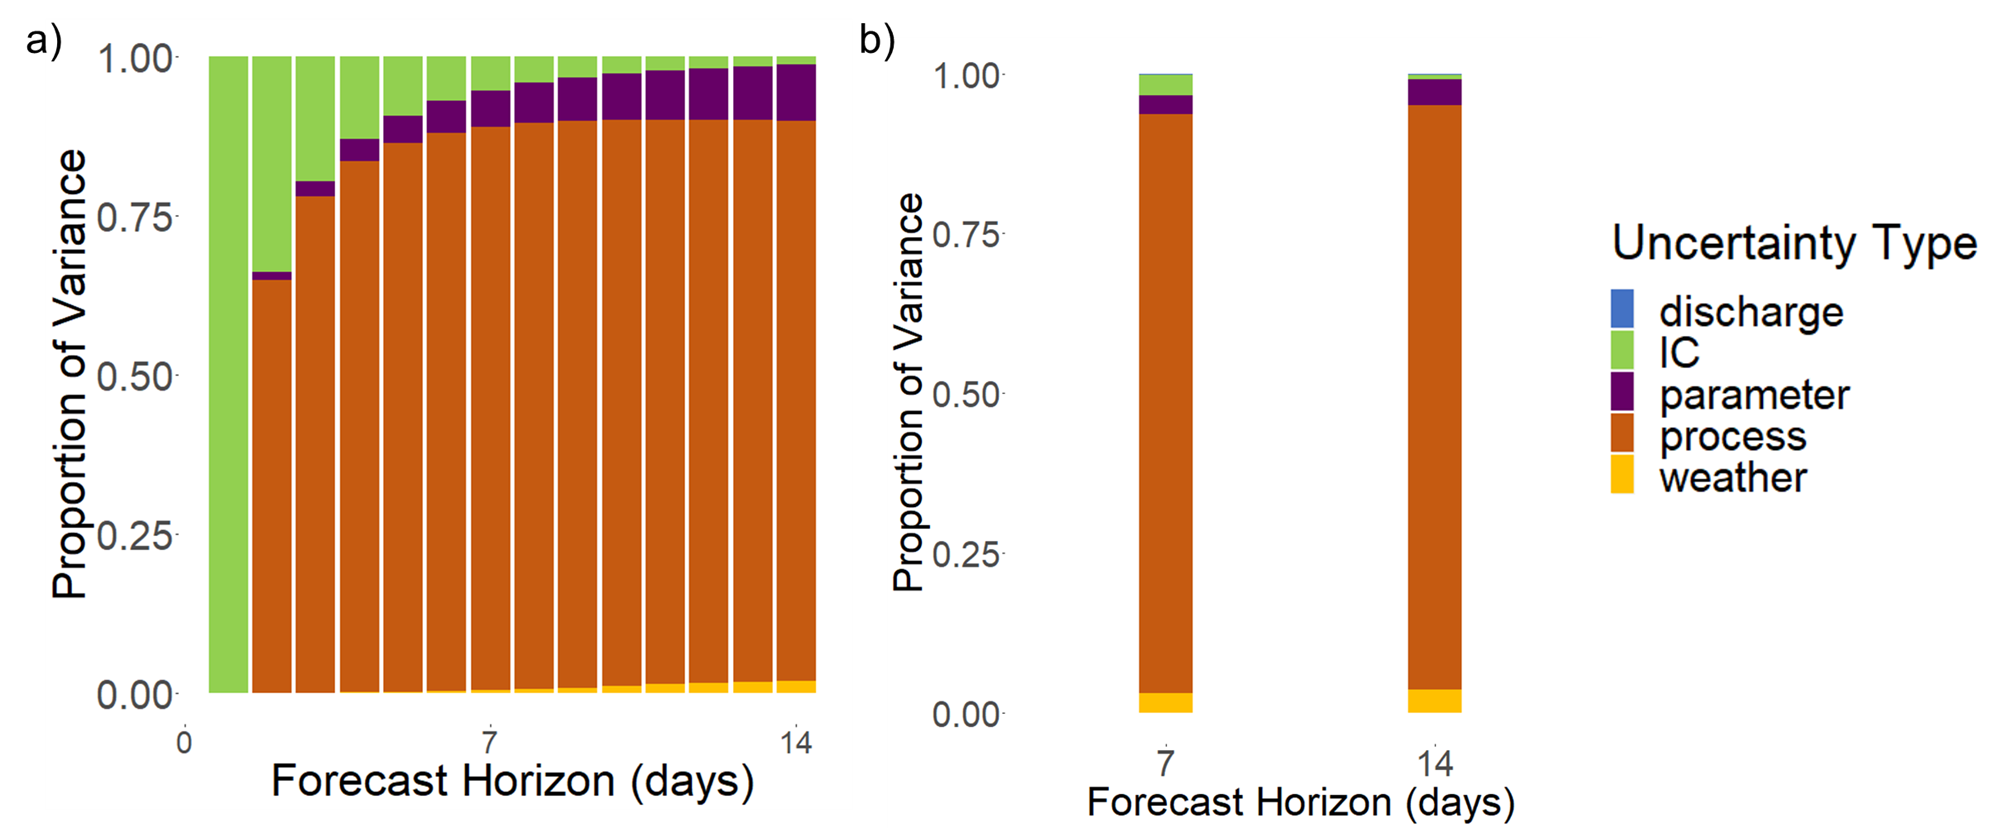 a)
Proportion of Variance
1.00
0.75
0.50
0.25
0.00
0
7
14
Forecast Horizon (days)
b)
Proportion of Variance
1.00
0.75
0.50
0.25
0.00
7
14
Forecast Horizon (days)
Uncertainty Type
discharge
IC
parameter
process
weather